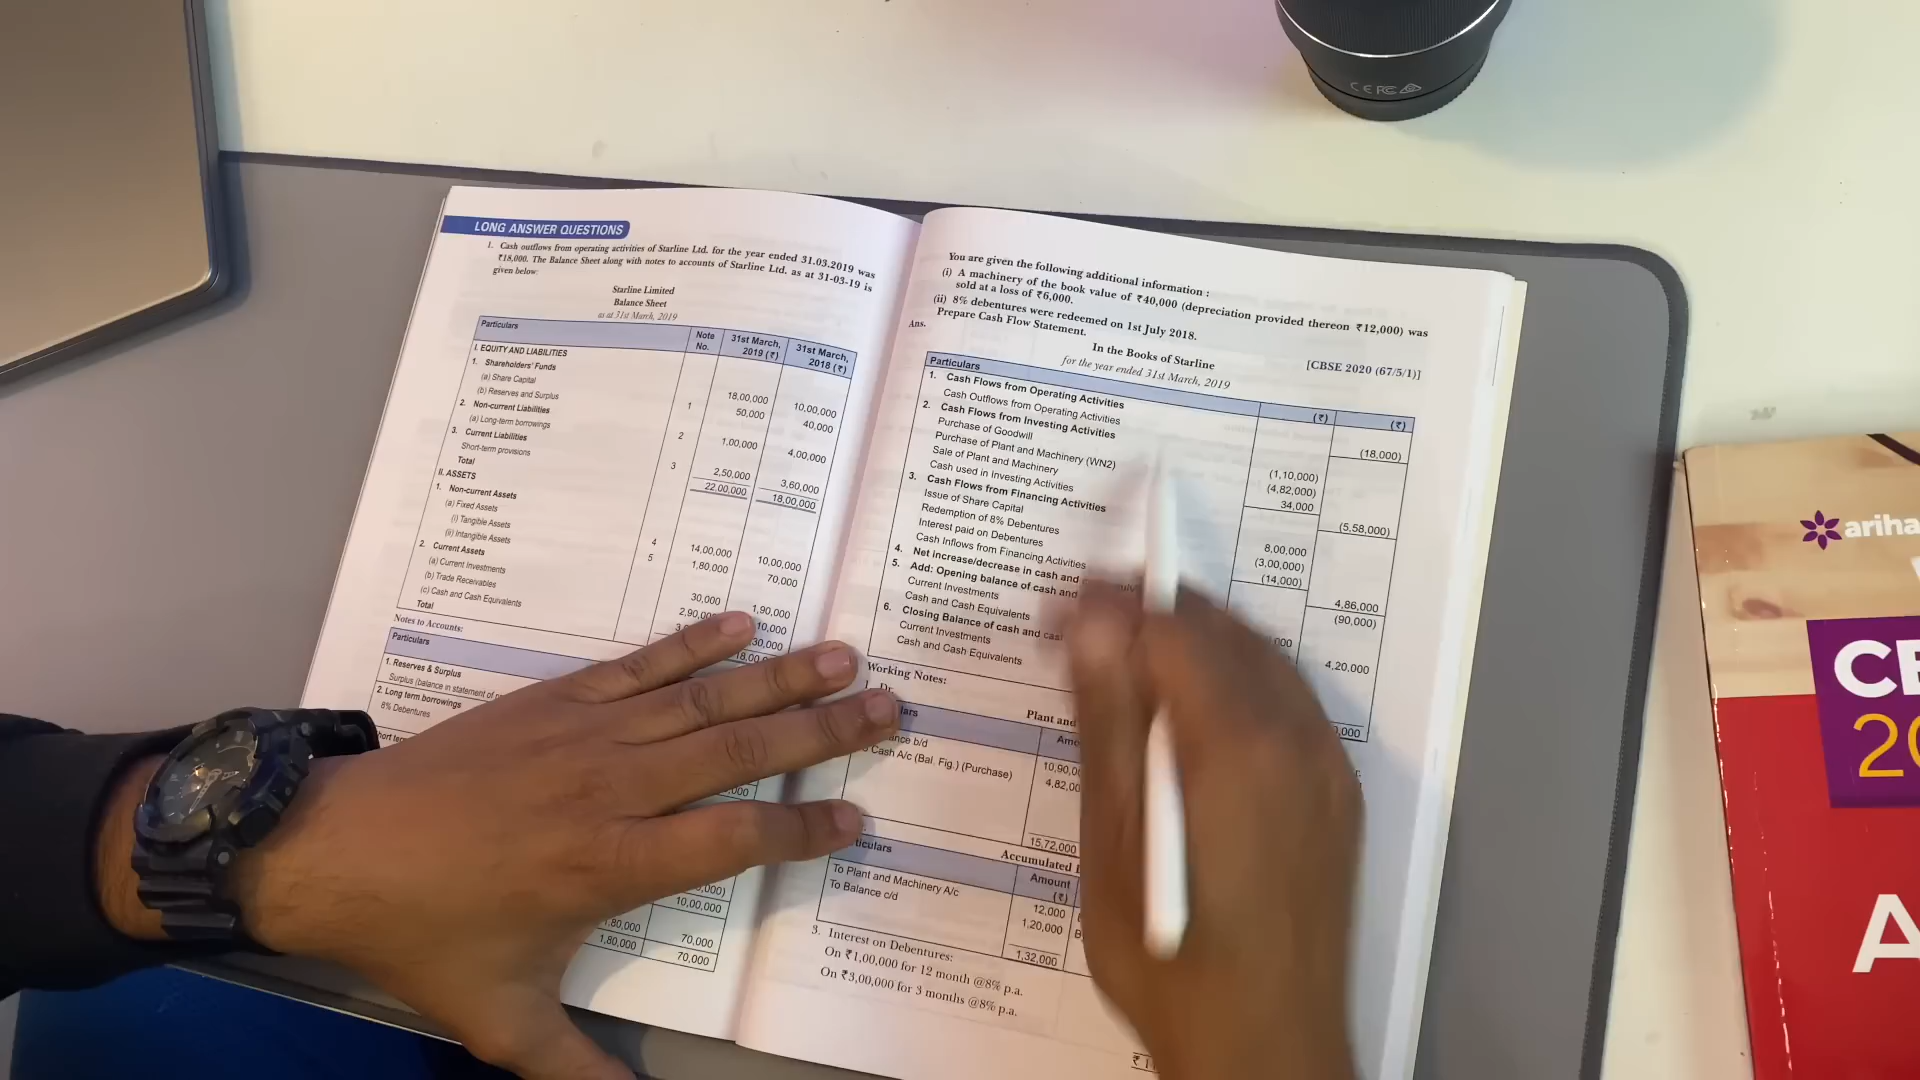 LONG ANSWER QUESTIONS
1. Cash outflows from operating activities of Starline Ltd. for the year ended 31.03.2019 was
₹18,000. The Balance Sheet along with notes to accounts of Starline Ltd. as at 31-03-19 is
given below:
Starline Limited
Balance Sheet
as at 31st March, 2019
Particulars Note No. 31st March, 2019 (₹) 31st March, 2018 (₹)
I. EQUITY AND LIABILITIES
1. Shareholders' Funds
(a) Share Capital 18,00,000 10,00,000
(b) Reserves and Surplus 1 50,000 40,000
2. Non-current Liabilities
(a) Long-term borrowings 2 1,00,000 4,00,000
3. Current Liabilities
Short-term provisions 3 2,50,000 3,60,000
Total 22,00,000 18,00,000
II. ASSETS
1. Non-current Assets
(a) Fixed Assets
(i) Tangible Assets 4 14,00,000 10,00,000
(ii) Intangible Assets 5 1,80,000 70,000
2. Current Assets
(a) Current Investments 30,000 1,90,000
(b) Trade Receivables
(c) Cash and Cash Equivalents
Total
Notes to Accounts:
Particulars
1. Reserves & Surplus
Surplus (balance in statement of
2. Long term borrowings
8% Debentures
10,00,000
1,80,000 70,000
1,80,000 70,000
You are given the following additional information :
(i) A machinery of the book value of ₹40,000 (depreciation provided thereon ₹12,000) was
sold at a loss of ₹6,000.
(ii) 8% debentures were redeemed on 1st July 2018.
Prepare Cash Flow Statement.
[CBSE 2020 (67/5/1)]
Ans.
In the Books of Starline
for the year ended 31st March, 2019
Particulars (₹) (₹)
1. Cash Flows from Operating Activities
Cash Outflows from Operating Activities (18,000)
2. Cash Flows from Investing Activities
Purchase of Goodwill (1,10,000)
Purchase of Plant and Machinery (WN2) (4,82,000)
Sale of Plant and Machinery 34,000
Cash used in Investing Activities (5,58,000)
3. Cash Flows from Financing Activities
Issue of Share Capital 8,00,000
Redemption of 8% Debentures (3,00,000)
Interest paid on Debentures (14,000)
Cash Inflows from Financing Activities 4,86,000
4. Net increase/decrease in cash and (90,000)
5. Add: Opening balance of cash and
Current Investments
Cash and Cash Equivalents 4,20,000
6. Closing Balance of cash and
Current Investments
Cash and Cash Equivalents
Working Notes:
1. Dr.
Plant and
b/d 10,90,0
Cash A/c (Bal. Fig.) (Purchase) 4,82,00
15,72,000
Accumulated
Amount (₹)
To Plant and Machinery A/c 12,000
To Balance c/d 1,20,000
1,32,000
3. Interest on Debentures:
On ₹1,00,000 for 12 month @8% p.a.
On ₹3,00,000 for 3 months @8% p.a.
CE FC
ariha
CB
20
A